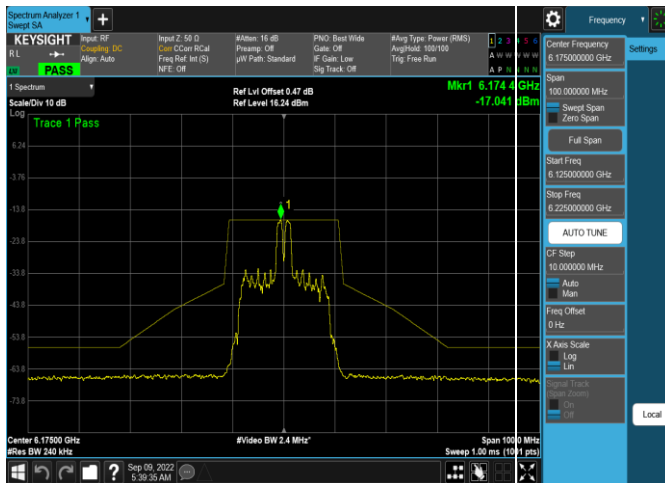 Spectrum Analyzer 1
Swept SA
Frequency
KEYSIGHT
R L
LV
PASS
Input: RF
Coupling: DC
Align: Auto
Input Z: 50 Ω
Corr CCorr RCal
Freq Ref: Int (S)
NFE: Off
#Atten: 16 dB
Preamp: Off
µW Path: Standard
PNO: Best Wide
Gate: Off
IF Gain: Low
Sig Track: Off
#Avg Type: Power (RMS)
Avg|Hold: 100/100
Trig: Free Run
1 2 3 4 5 6
A P N
1 Spectrum
Scale/Div 10 dB
Log
Ref Lvl Offset 0.47 dB
Ref Level 16.24 dBm
Mkr1 6.174 4 GHz
-17.041 dBm
Trace 1 Pass
1
6.24
-3.76
-13.8
-23.8
-33.8
-43.8
-53.8
-63.8
-73.8
Center 6.17500 GHz
#Res BW 240 kHz
#Video BW 2.4 MHz*
Span 100.0 MHz
Sweep 1.00 ms (1001 pts)
Sep 09, 2022
5:39:35 AM
Center Frequency
6.175000000 GHz
Settings
Span
100.000000 MHz
Swept Span
Zero Span
Full Span
Start Freq
6.125000000 GHz
Stop Freq
6.225000000 GHz
AUTO TUNE
CF Step
10.000000 MHz
Auto
Man
Freq Offset
0 Hz
X Axis Scale
Log
Lin
Signal Track
(Span Zoom)
On
Off
Local